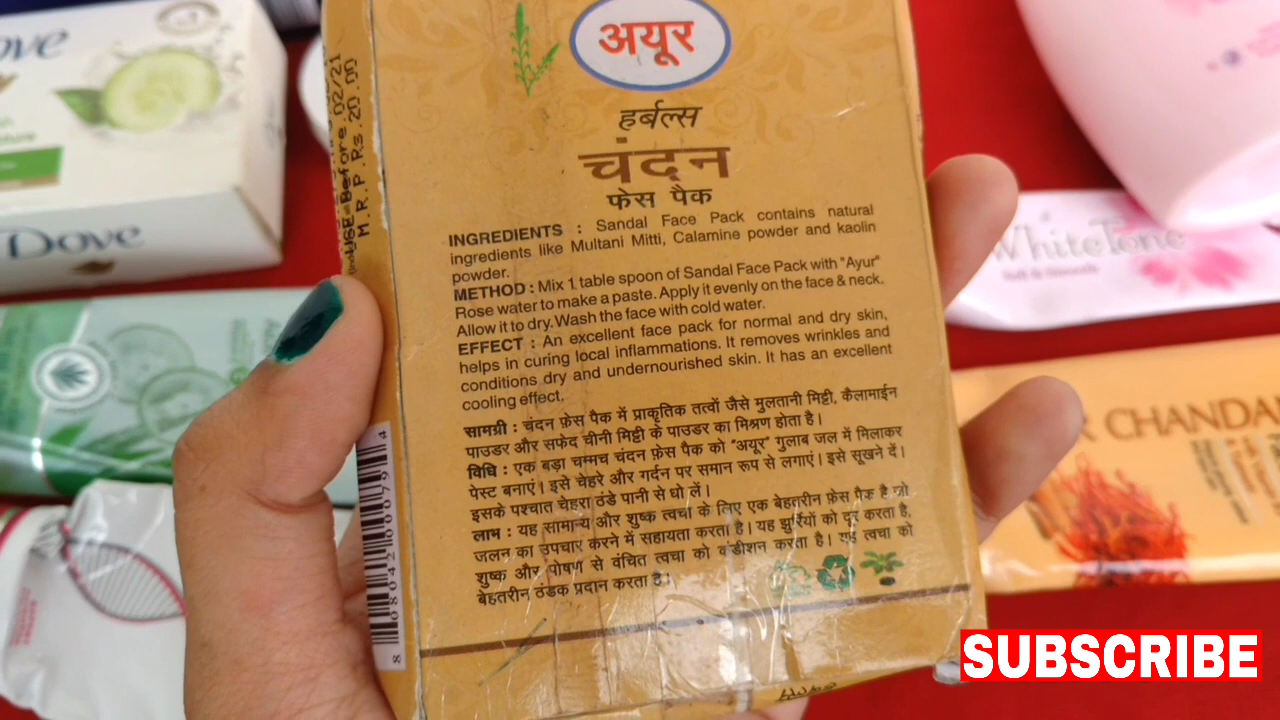 अयूर
हर्बल्स
चंदन
फेस पैक
INGREDIENTS : Sandal Face Pack contains natural
ingredients like Multani Mitti, Calamine powder and kaolin
powder.
METHOD : Mix 1 table spoon of Sandal Face Pack with "Ayur"
Rose water to make a paste. Apply it evenly on the face & neck.
Allow it to dry. Wash the face with cold water.
EFFECT : An excellent face pack for normal and dry skin,
helps in curing local inflammations. It removes wrinkles and
conditions dry and undernourished skin. It has an excellent
cooling effect.
सामग्री : चंदन फ़ेस पैक में प्राकृतिक तत्वों जैसे मुलतानी मिट्टी, कैलामाईन
पाउडर और सफेद चीनी मिट्टी के पाउडर का मिश्रण होता है।
विधि : एक बड़ा चम्मच चंदन फ़ेस पैक को "अयूर" गुलाब जल में मिलाकर
पेस्ट बनाएं। इसे चेहरे और गर्दन पर समान रूप से लगाएं। इसे सूखने दें।
इसके पश्चात चेहरा ठंडे पानी से धो लें।
लाभ : यह सामान्य और शुष्क त्वचा के लिए एक बेहतरीन फ़ेस पैक है जो
जलन का उपचार करने में सहायता करता है। यह झुर्रियों को दूर करता है,
शुष्क और पोषण से वंचित त्वचा को कंडीशन करता है। यह त्वचा को
बेहतरीन ठंडक प्रदान करता है।
USE Before 02/21
M.R.P. Rs. 20.00
8 908042 000791 4
Dove
WhiteTone
Soft & Smooth
CHANDA
SUBSCRIBE